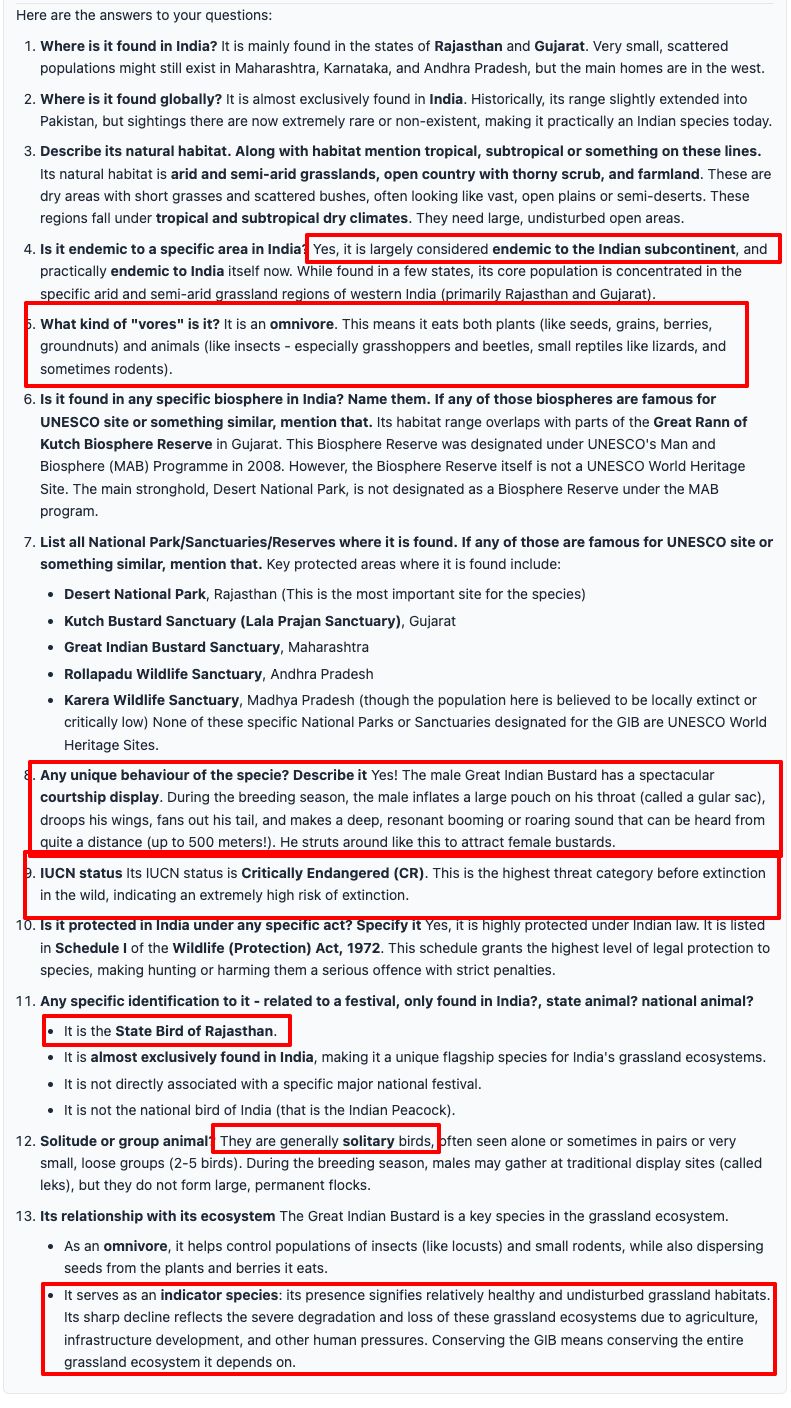 Here are the answers to your questions:
1. Where is it found in India? It is mainly found in the states of Rajasthan and Gujarat. Very small, scattered
populations might still exist in Maharashtra, Karnataka, and Andhra Pradesh, but the main homes are in the west.
2. Where is it found globally? It is almost exclusively found in India. Historically, its range slightly extended into
Pakistan, but sightings there are now extremely rare or non-existent, making it practically an Indian species today.
3. Describe its natural habitat. Along with habitat mention tropical, subtropical or something on these lines.
Its natural habitat is arid and semi-arid grasslands, open country with thorny scrub, and farmland. These are
dry areas with short grasses and scattered bushes, often looking like vast, open plains or semi-deserts. These
regions fall under tropical and subtropical dry climates. They need large, undisturbed open areas.
4. Is it endemic to a specific area in India? Yes, it is largely considered endemic to the Indian subcontinent, and
practically endemic to India itself now. While found in a few states, its core population is concentrated in the
specific arid and semi-arid grassland regions of western India (primarily Rajasthan and Gujarat).
5. What kind of "vores" is it? It is an omnivore. This means it eats both plants (like seeds, grains, berries,
groundnuts) and animals (like insects - especially grasshoppers and beetles, small reptiles like lizards, and
sometimes rodents).
6. Is it found in any specific biosphere in India? Name them. If any of those biospheres are famous for
UNESCO site or something similar, mention that. Its habitat range overlaps with parts of the Great Rann of
Kutch Biosphere Reserve in Gujarat. This Biosphere Reserve was designated under UNESCO's Man and
Biosphere (MAB) Programme in 2008. However, the Biosphere Reserve itself is not a UNESCO World Heritage
Site. The main stronghold, Desert National Park, is not designated as a Biosphere Reserve under the MAB
program.
7. List all National Park/Sanctuaries/Reserves where it is found. If any of those are famous for UNESCO site or
something similar, mention that. Key protected areas where it is found include:
• Desert National Park, Rajasthan (This is the most important site for the species)
• Kutch Bustard Sanctuary (Lala Prajan Sanctuary), Gujarat
• Great Indian Bustard Sanctuary, Maharashtra
• Rollapadu Wildlife Sanctuary, Andhra Pradesh
• Karera Wildlife Sanctuary, Madhya Pradesh (though the population here is believed to be locally extinct or
critically low) None of these specific National Parks or Sanctuaries designated for the GIB are UNESCO World
Heritage Sites.
8. Any unique behaviour of the specie? Describe it Yes! The male Great Indian Bustard has a spectacular
courtship display. During the breeding season, the male inflates a large pouch on his throat (called a gular sac),
droops his wings, fans out his tail, and makes a deep, resonant booming or roaring sound that can be heard from
quite a distance (up to 500 meters!). He struts around like this to attract female bustards.
9. IUCN status Its IUCN status is Critically Endangered (CR). This is the highest threat category before extinction
in the wild, indicating an extremely high risk of extinction.
10. Is it protected in India under any specific act? Specify it Yes, it is highly protected under Indian law. It is listed
in Schedule I of the Wildlife (Protection) Act, 1972. This schedule grants the highest level of legal protection to
species, making hunting or harming them a serious offence with strict penalties.
11. Any specific identification to it - related to a festival, only found in India?, state animal? national animal?
• It is the State Bird of Rajasthan.
• It is almost exclusively found in India, making it a unique flagship species for India's grassland ecosystems.
• It is not directly associated with a specific major national festival.
• It is not the national bird of India (that is the Indian Peacock).
12. Solitude or group animal? They are generally solitary birds, often seen alone or sometimes in pairs or very
small, loose groups (2-5 birds). During the breeding season, males may gather at traditional display sites (called
leks), but they do not form large, permanent flocks.
13. Its relationship with its ecosystem The Great Indian Bustard is a key species in the grassland ecosystem.
• As an omnivore, it helps control populations of insects (like locusts) and small rodents, while also dispersing
seeds from the plants and berries it eats.
• It serves as an indicator species: its presence signifies relatively healthy and undisturbed grassland habitats.
Its sharp decline reflects the severe degradation and loss of these grassland ecosystems due to agriculture,
infrastructure development, and other human pressures. Conserving the GIB means conserving the entire
grassland ecosystem it depends on.